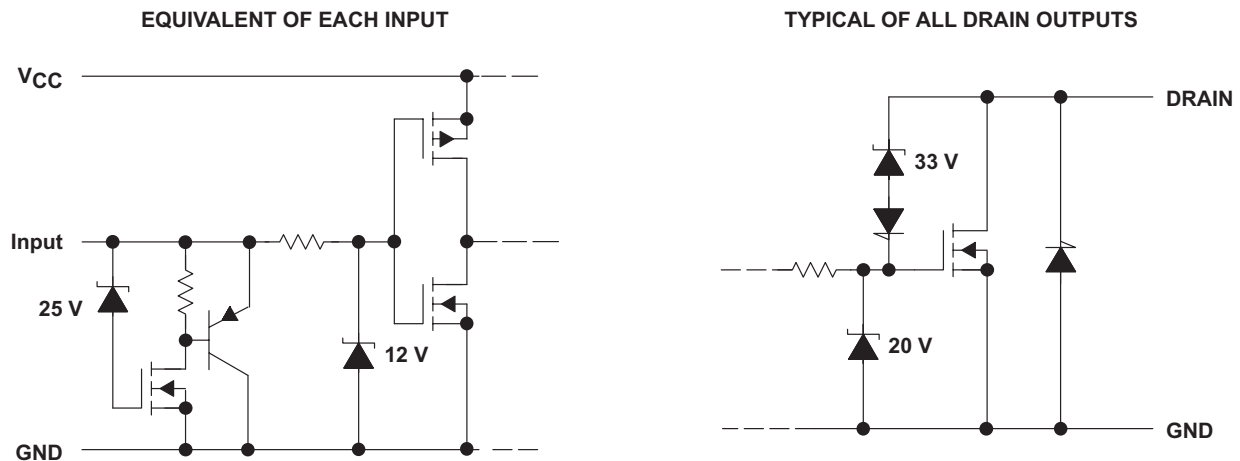 EQUIVALENT OF EACH INPUT
VCC
Input
25 V
12 V
GND
TYPICAL OF ALL DRAIN OUTPUTS
DRAIN
33 V
20 V
GND